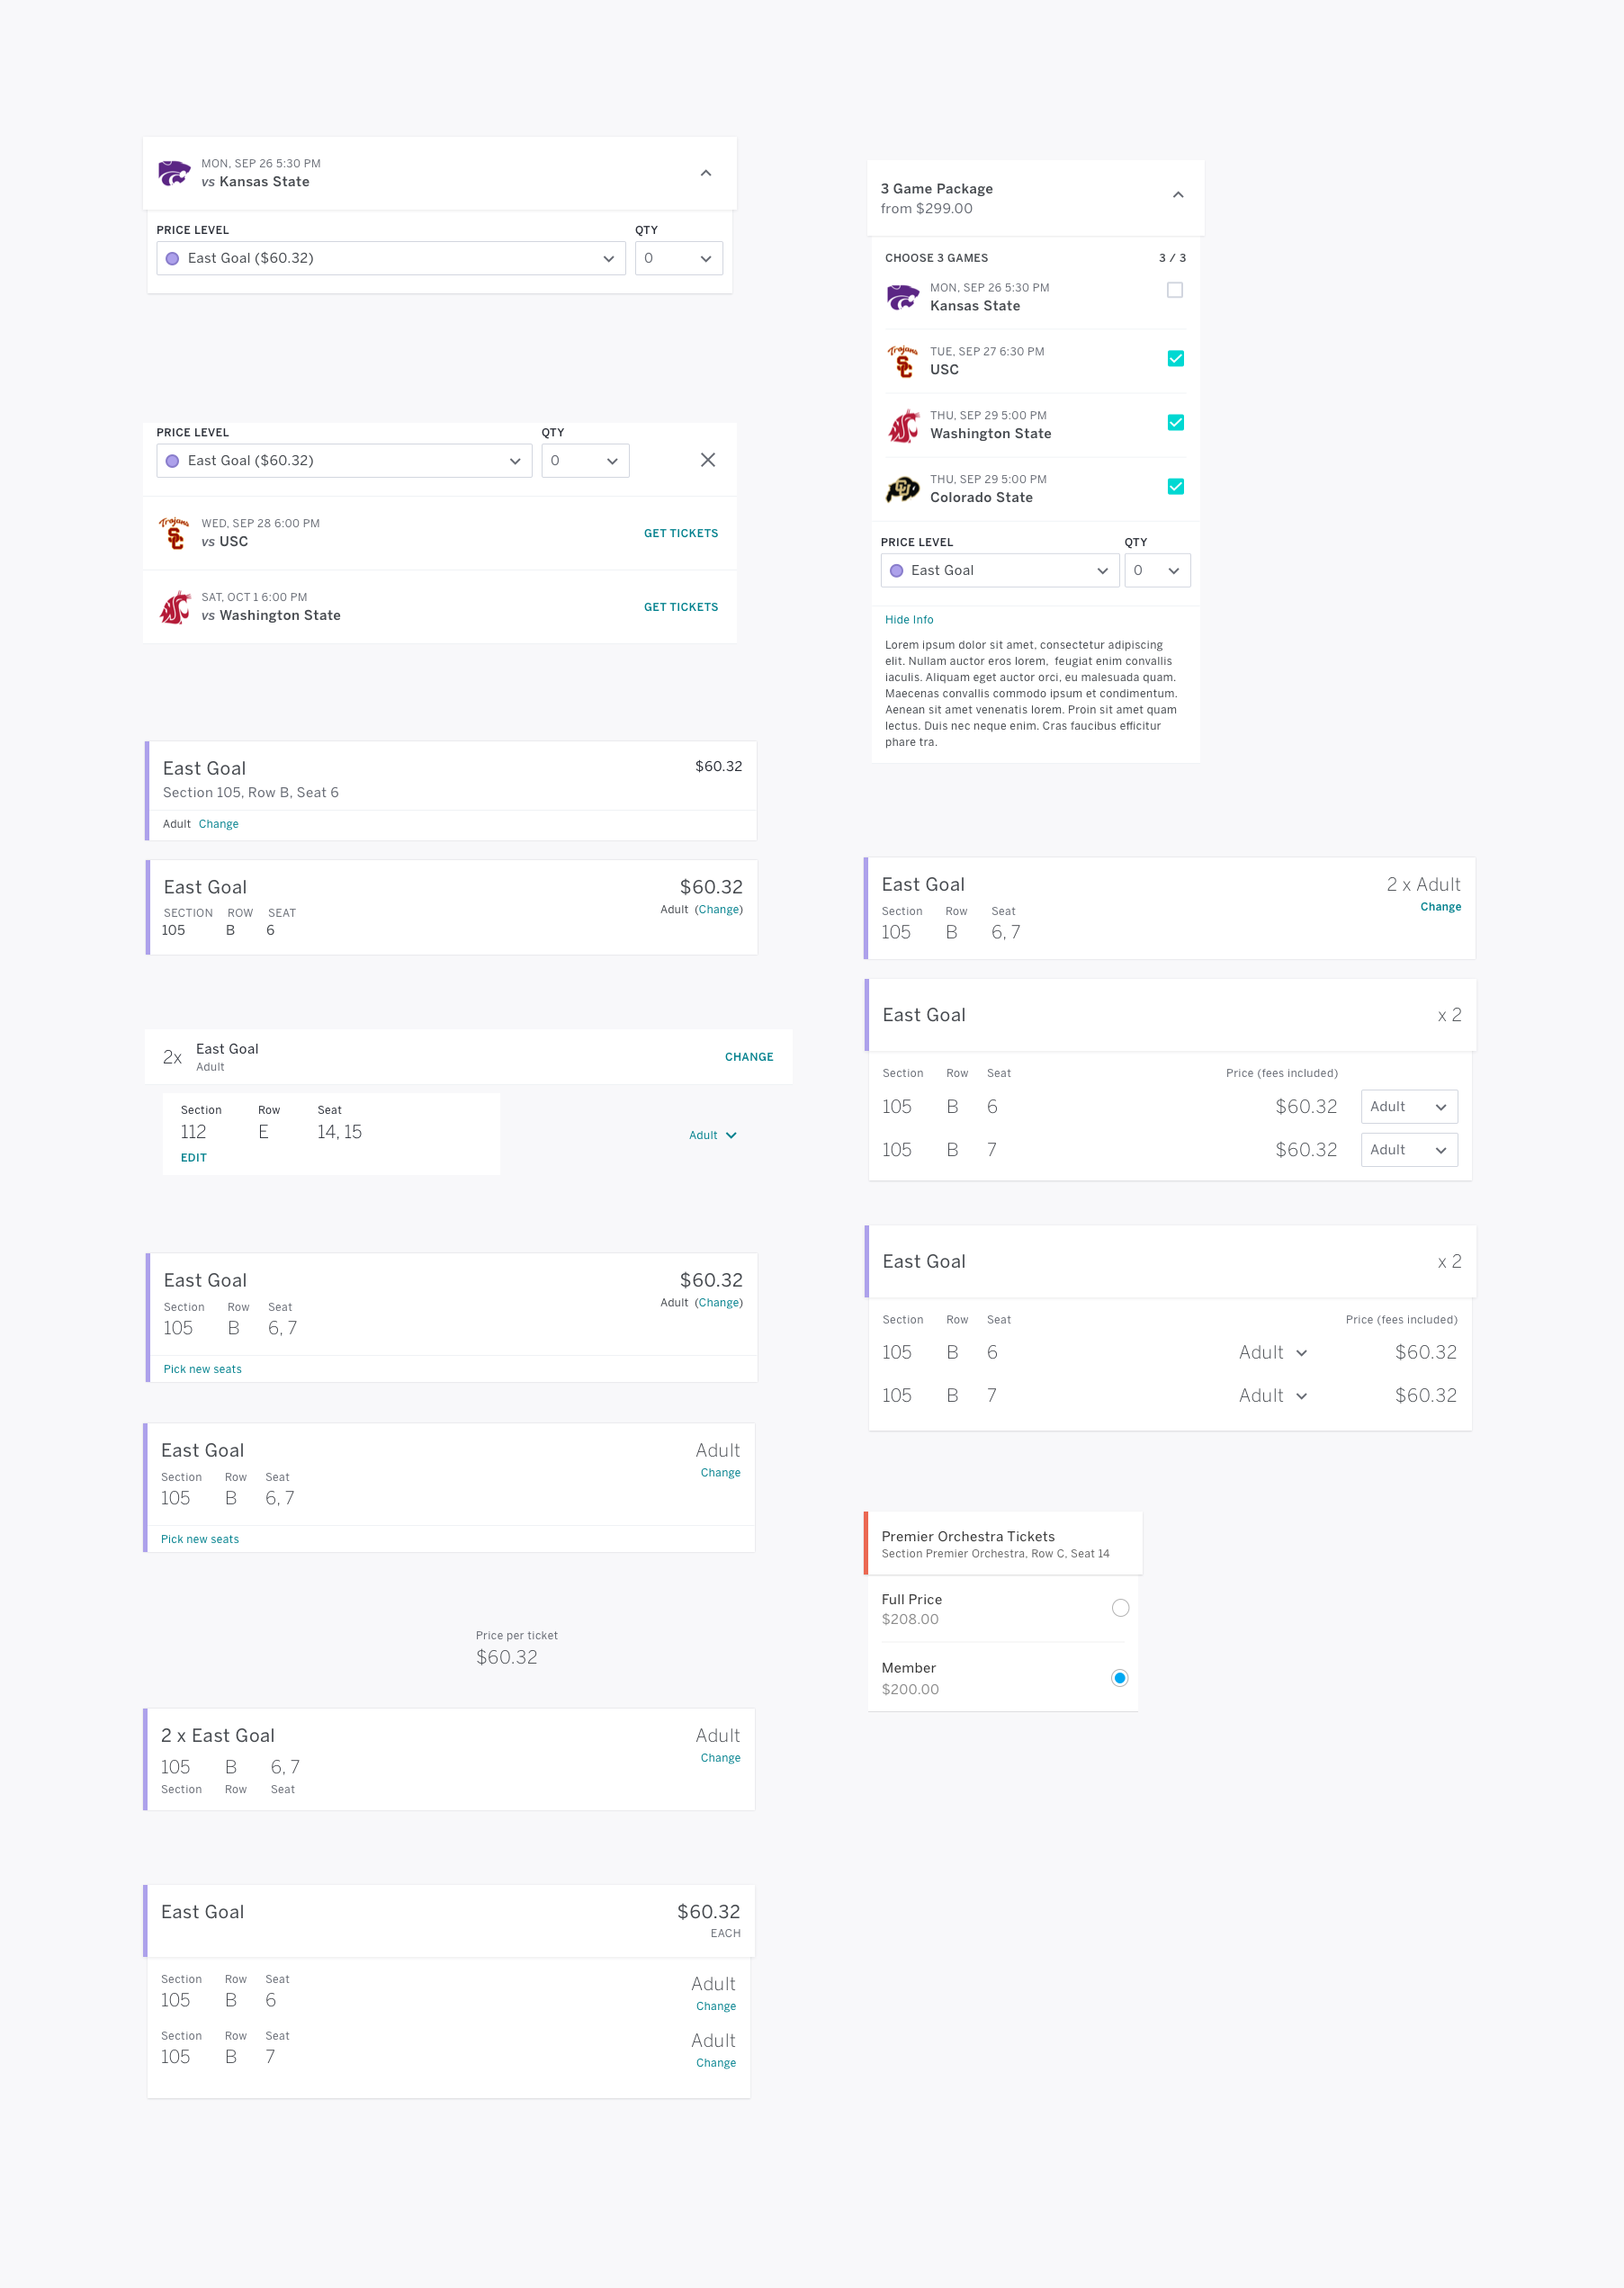 MON, SEP 26 5:30 PM
vs Kansas State
PRICE LEVEL QTY
East Goal ($60.32) 0
PRICE LEVEL QTY
East Goal ($60.32) 0
Trojans
SC
WED, SEP 28 6:00 PM
vs USC
GET TICKETS
SAT, OCT 1 6:00 PM
vs Washington State
GET TICKETS
East Goal $60.32
Section 105, Row B, Seat 6
Adult Change
East Goal $60.32
SECTION ROW SEAT Adult (Change)
105 B 6
2x East Goal CHANGE
Adult
Section Row Seat
112 E 14, 15
Adult
EDIT
East Goal $60.32
Section Row Seat Adult (Change)
105 B 6, 7
Pick new seats
East Goal Adult
Section Row Seat Change
105 B 6, 7
Pick new seats
Price per ticket
$60.32
2 x East Goal Adult
105 B 6, 7 Change
Section Row Seat
East Goal $60.32
EACH
Section Row Seat Adult
105 B 6 Change
Section Row Seat Adult
105 B 7 Change
3 Game Package
from $299.00
CHOOSE 3 GAMES 3 / 3
MON, SEP 26 5:30 PM
Kansas State
Trojans
SC
TUE, SEP 27 6:30 PM
USC
THU, SEP 29 5:00 PM
Washington State
CU
THU, SEP 29 5:00 PM
Colorado State
PRICE LEVEL QTY
East Goal 0
Hide Info
Lorem ipsum dolor sit amet, consectetur adipiscing
elit. Nullam auctor eros lorem, feugiat enim convallis
iaculis. Aliquam eget auctor orci, eu malesuada quam.
Maecenas convallis commodo ipsum et condimentum.
Aenean sit amet venenatis lorem. Proin sit amet quam
lectus. Duis nec neque enim. Cras faucibus efficitur
phare tra.
East Goal 2 x Adult
Section Row Seat Change
105 B 6, 7
East Goal x 2
Section Row Seat Price (fees included)
105 B 6 $60.32 Adult
105 B 7 $60.32 Adult
East Goal x 2
Section Row Seat Price (fees included)
105 B 6 Adult $60.32
105 B 7 Adult $60.32
Premier Orchestra Tickets
Section Premier Orchestra, Row C, Seat 14
Full Price
$208.00
Member
$200.00